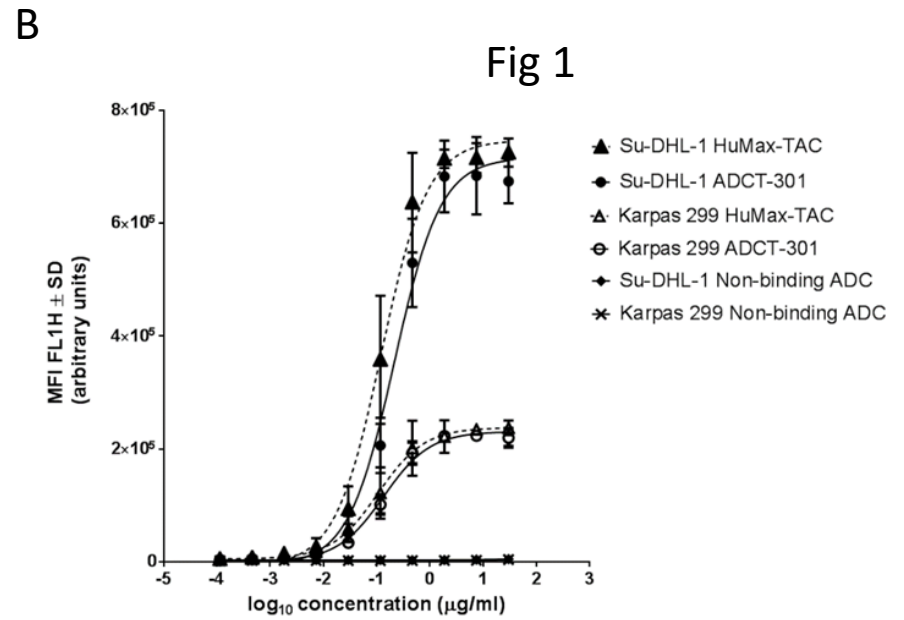 B
Fig 1
8×10⁵
6×10⁵
4×10⁵
2×10⁵
0
MFI FL1H ± SD
(arbitrary units)
-5 -4 -3 -2 -1 0 1 2 3
log₁₀ concentration (μg/ml)
Su-DHL-1 HuMax-TAC
Su-DHL-1 ADCT-301
Karpas 299 HuMax-TAC
Karpas 299 ADCT-301
Su-DHL-1 Non-binding ADC
Karpas 299 Non-binding ADC